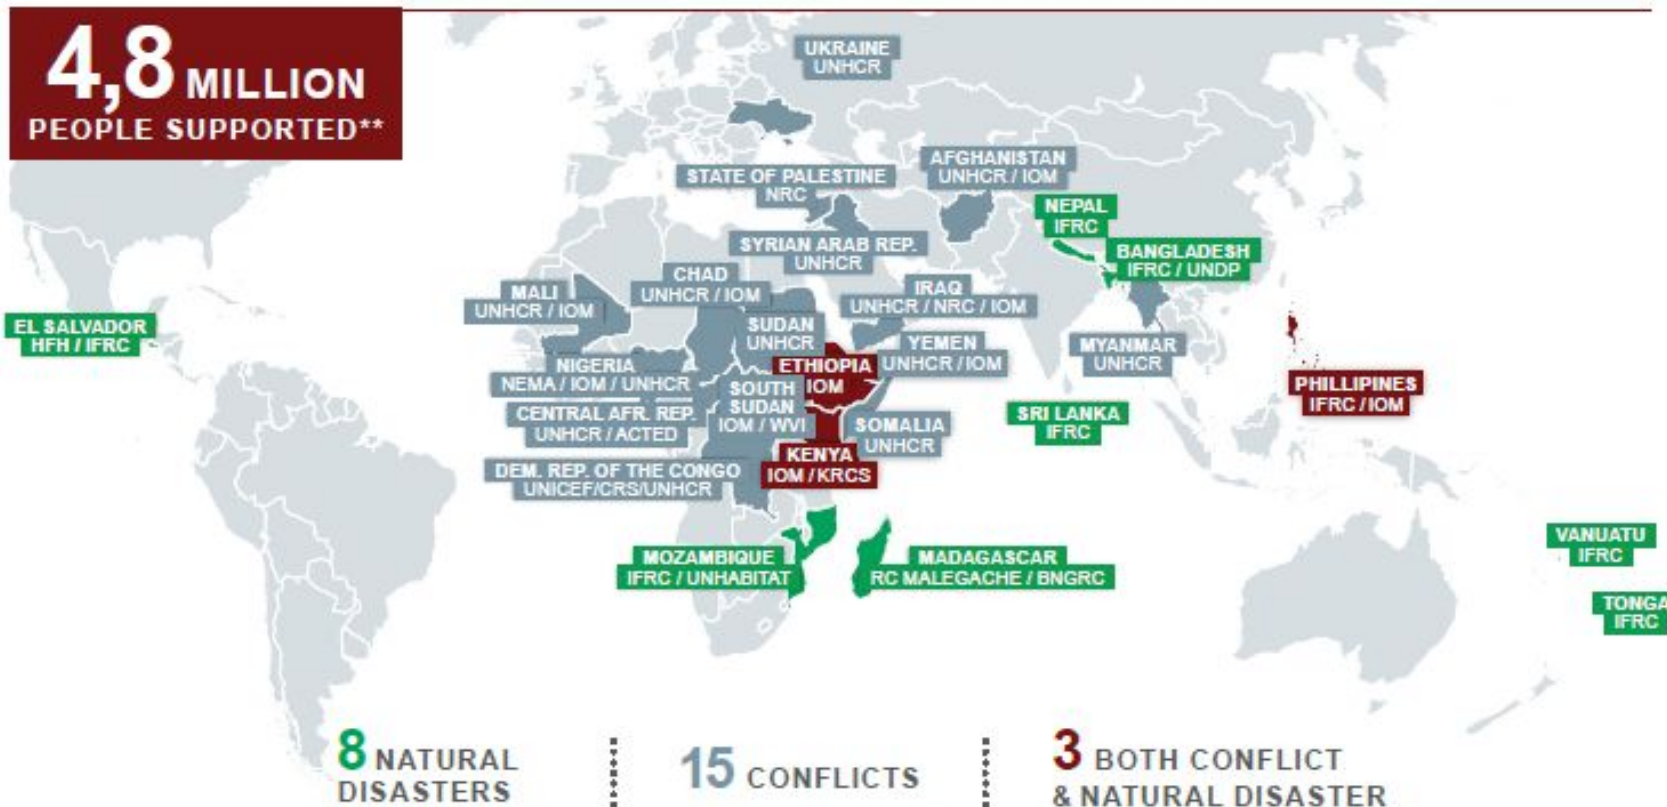 4,8 MILLION
PEOPLE SUPPORTED**
UKRAINE
UNHCR
STATE OF PALESTINE
NRC
AFGHANISTAN
UNHCR / IOM
NEPAL
IFRC
BANGLADESH
IFRC / UNDP
SYRIAN ARAB REP.
UNHCR
CHAD
UNHCR / IOM
MALI
UNHCR / IOM
IRAQ
UNHCR / NRC / IOM
EL SALVADOR
HFH / IFRC
SUDAN
UNHCR
YEMEN
UNHCR / IOM
MYANMAR
UNHCR
NIGERIA
NEMA / IOM / UNHCR
ETHIOPIA
IOM
PHILLIPINES
IFRC / IOM
SOUTH
SUDAN
IOM / WVI
CENTRAL AFR. REP.
UNHCR / ACTED
SOMALIA
UNHCR
SRI LANKA
IFRC
KENYA
IOM / KRCS
DEM. REP. OF THE CONGO
UNICEF/CRS/UNHCR
MOZAMBIQUE
IFRC / UNHABITAT
MADAGASCAR
RC MALEGACHE / BNGRC
VANUATU
IFRC
TONGA
IFRC
8 NATURAL
DISASTERS
15 CONFLICTS
3 BOTH CONFLICT
& NATURAL DISASTER